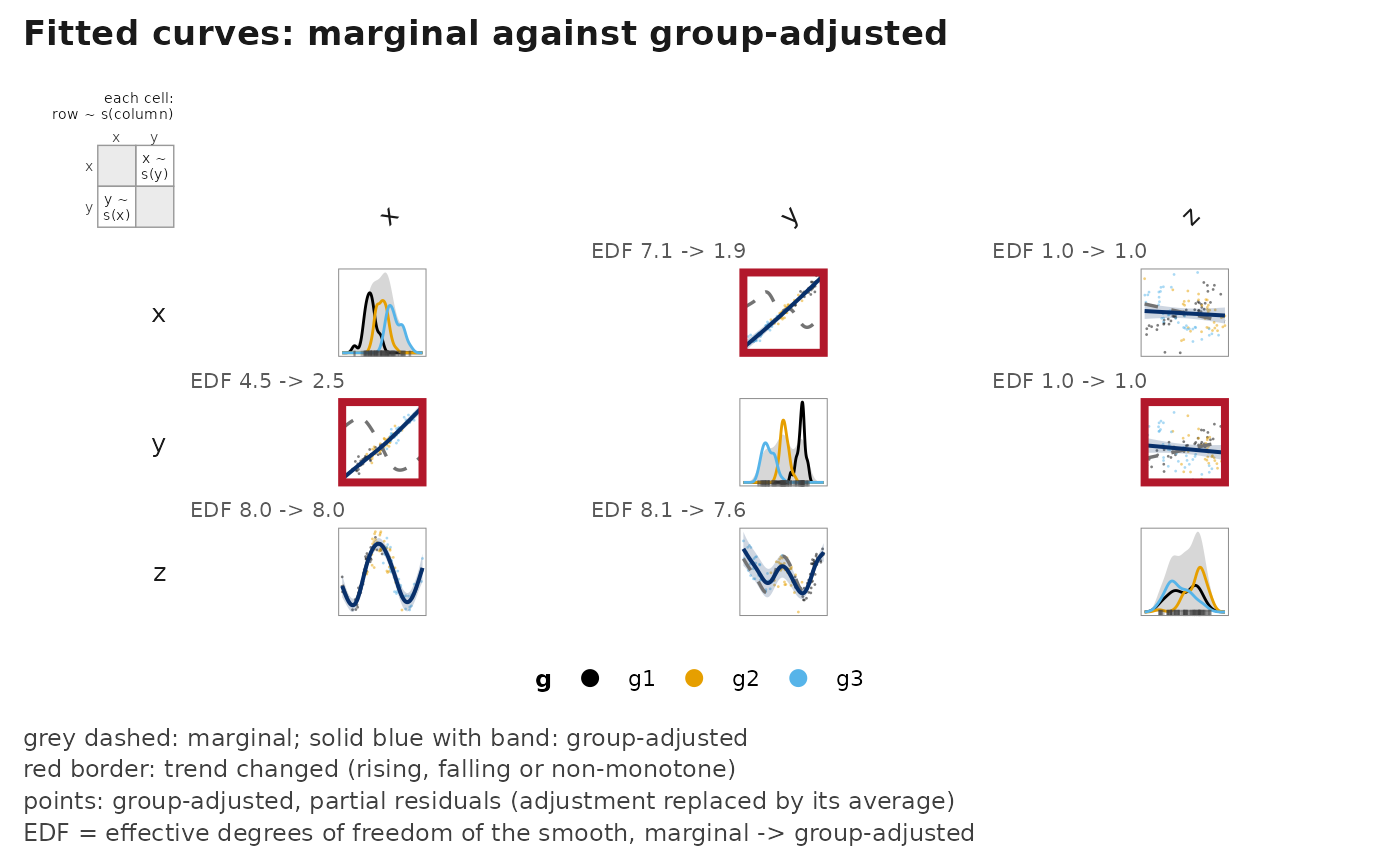 Fitted curves: marginal against group-adjusted
each cell:
row ~ s(column)
x y
x x ~ s(y)
y y ~ s(x)
x y z
EDF 7.1 -> 1.9 EDF 1.0 -> 1.0
x
EDF 4.5 -> 2.5 EDF 1.0 -> 1.0
y
EDF 8.0 -> 8.0 EDF 8.1 -> 7.6
z
g g1 g2 g3
grey dashed: marginal; solid blue with band: group-adjusted
red border: trend changed (rising, falling or non-monotone)
points: group-adjusted, partial residuals (adjustment replaced by its average)
EDF = effective degrees of freedom of the smooth, marginal -> group-adjusted